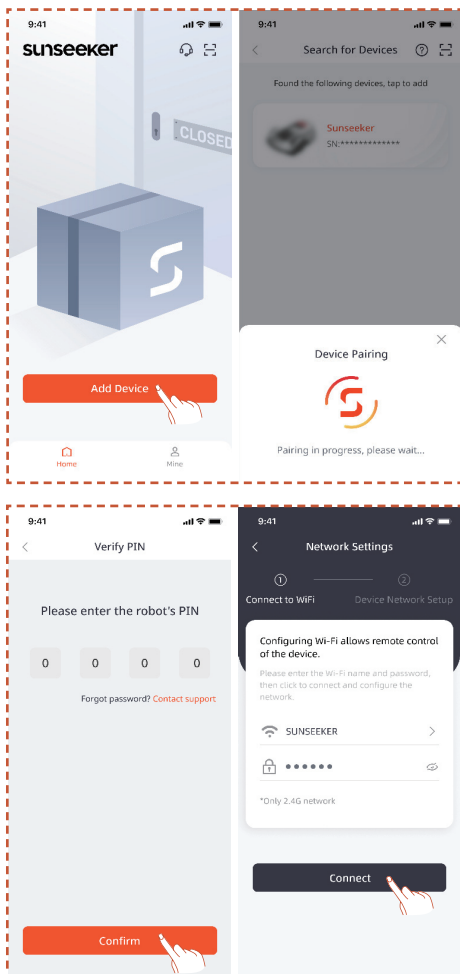 9:41
sunseeker
CLOSED
Add Device
Home
Mine
9:41
Search for Devices
Found the following devices, tap to add
Sunseeker
SN:*************
Device Pairing
Pairing in progress, please wait...
9:41
Verify PIN
Please enter the robot's PIN
0 0 0 0
Forgot password? Contact support
Confirm
9:41
Network Settings
1 2
Connect to WiFi Device Network Setup
Configuring Wi-Fi allows remote control
of the device.
Please enter the Wi-Fi name and password,
then click to connect and configure the
network.
SUNSEEKER
*Only 2.4G network
Connect